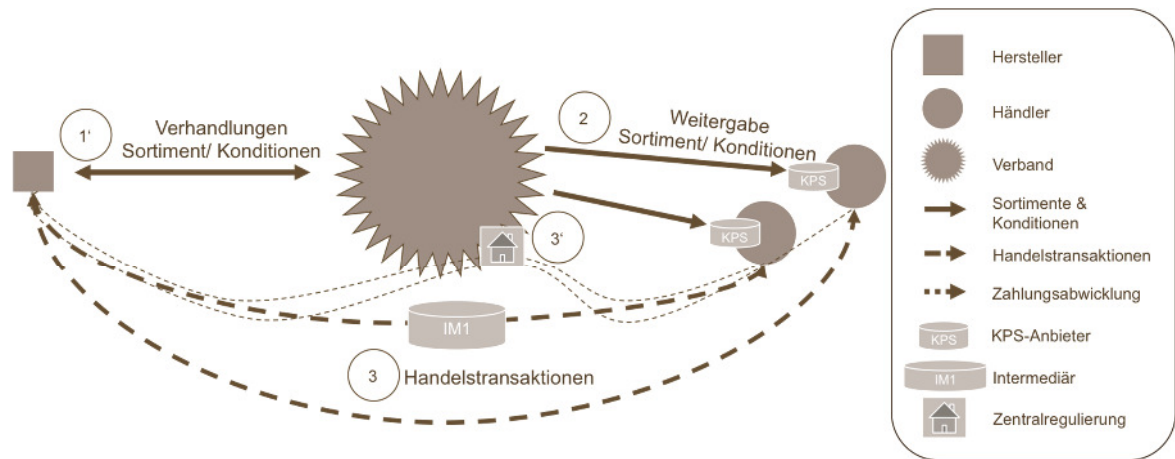 1‘
Verhandlungen
Sortiment/ Konditionen
2
Weitergabe
Sortiment/ Konditionen
KPS
KPS
3‘
IM1
3
Handelstransaktionen
Hersteller
Händler
Verband
Sortimente &
Konditionen
Handelstransaktionen
Zahlungsabwicklung
KPS
KPS-Anbieter
IM1
Intermediär
Zentralregulierung